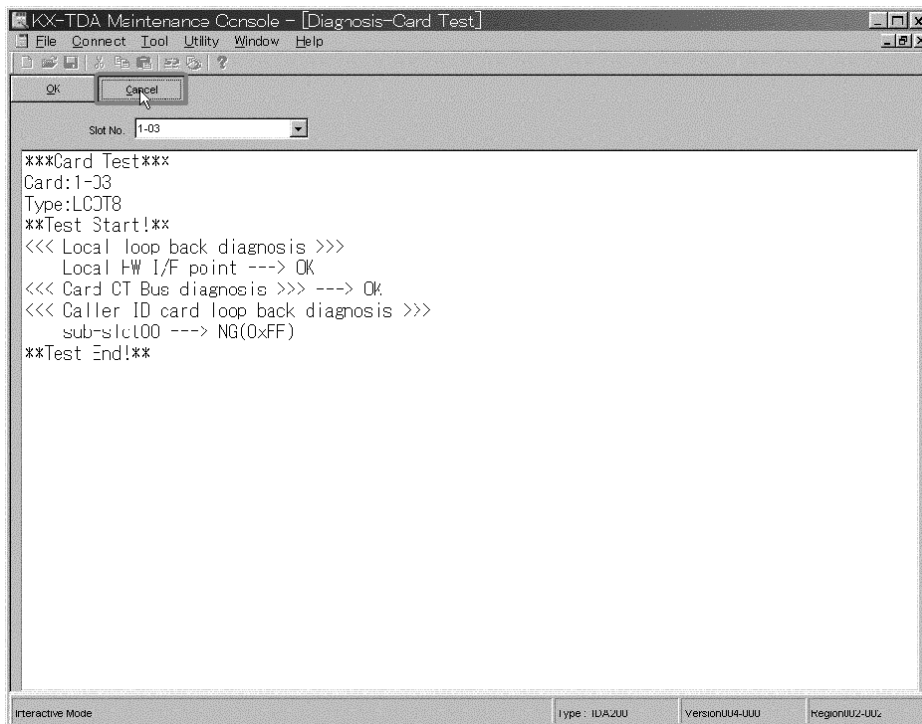 KX-TDA Maintenance Console - [Diagnosis-Card Test]
File Connect Tool Utility Window Help
OK Cancel
Slot No. 1-03
***Card Test***
Card:1-03
Type:LCOT8
**Test Start!**
<<< Local loop back diagnosis >>>
Local HW I/F point ---> OK
<<< Card CT Bus diagnosis >>> ---> OK
<<< Caller ID card loop back diagnosis >>>
sub-slot00 ---> NG(0xFF)
**Test End!**
Interactive Mode Type : TDA200 Version004-000 Region002-002